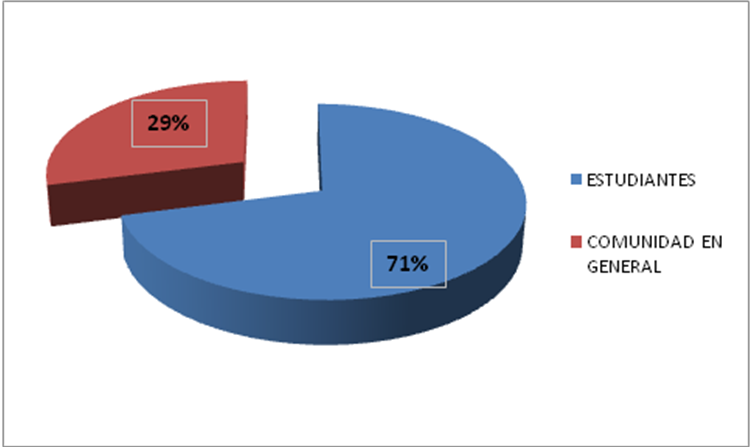 29%
71%
ESTUDIANTES
COMUNIDAD EN
GENERAL